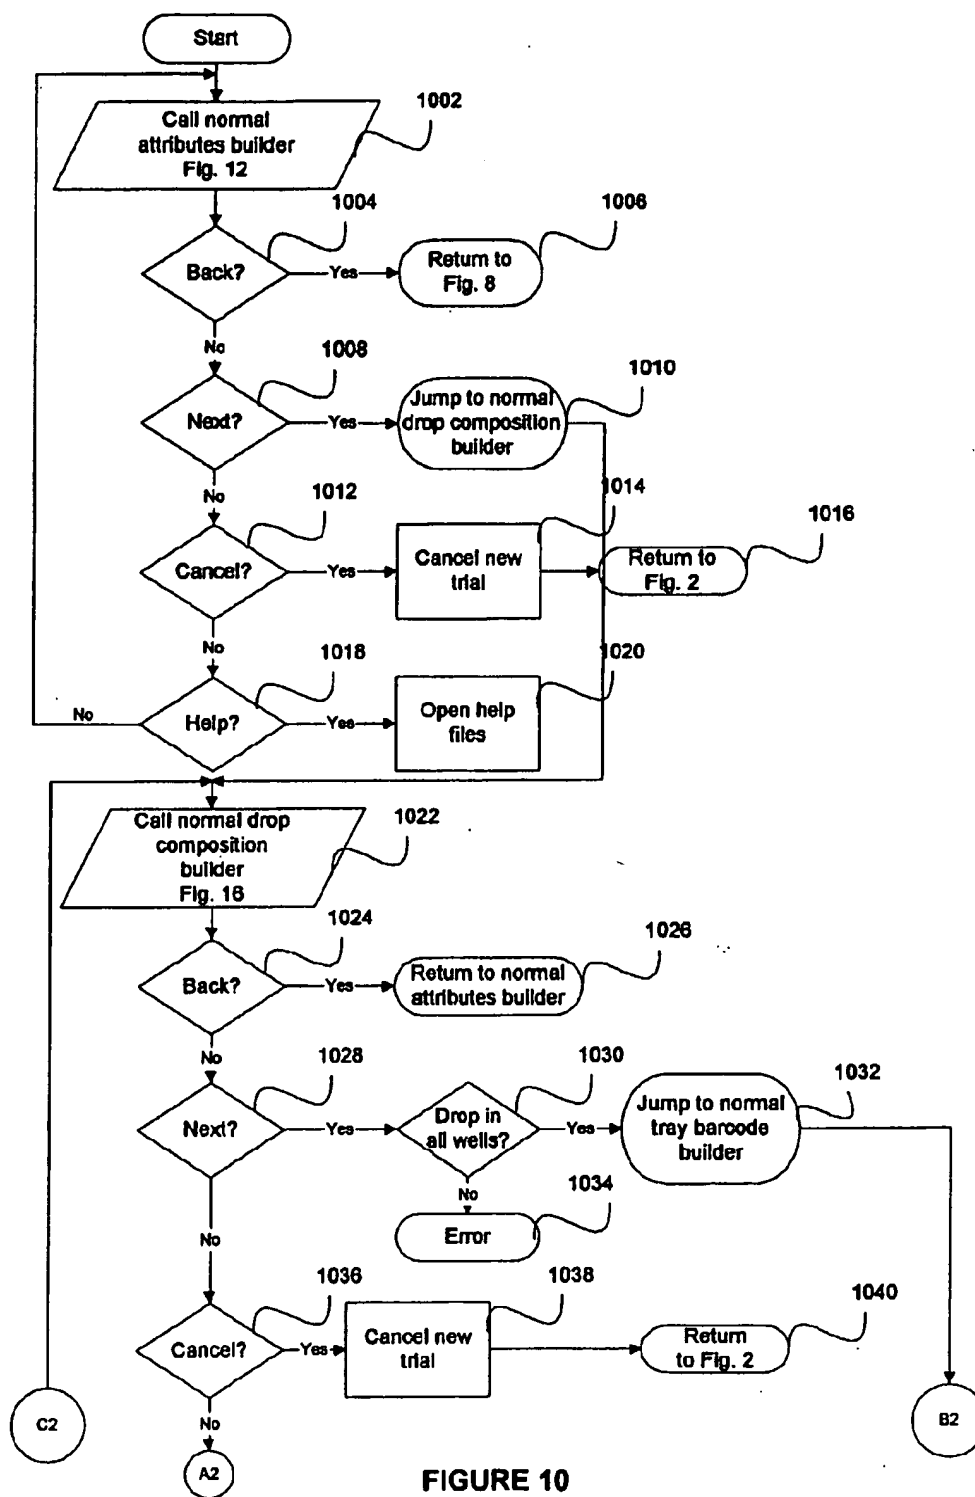 Start
Call normal
attributes builder
Fig. 12
1002
1004
1006
Back?
Yes
Return to
Fig. 8
No
1008
1010
Next?
Yes
Jump to normal
drop composition
builder
No
1012
1014
1016
Cancel?
Yes
Cancel new
trial
Return to
Fig. 2
No
1018
1020
No
Help?
Yes
Open help
files
Call normal drop
composition
builder
Fig. 16
1022
1024
1026
Back?
Yes
Return to normal
attributes builder
No
1028
1030
1032
Next?
Yes
Drop in
all wells?
Yes
Jump to normal
tray barcode
builder
No
1034
Error
No
1036
1038
1040
Cancel?
Yes
Cancel new
trial
Return
to Fig. 2
C2
No
B2
A2
FIGURE 10